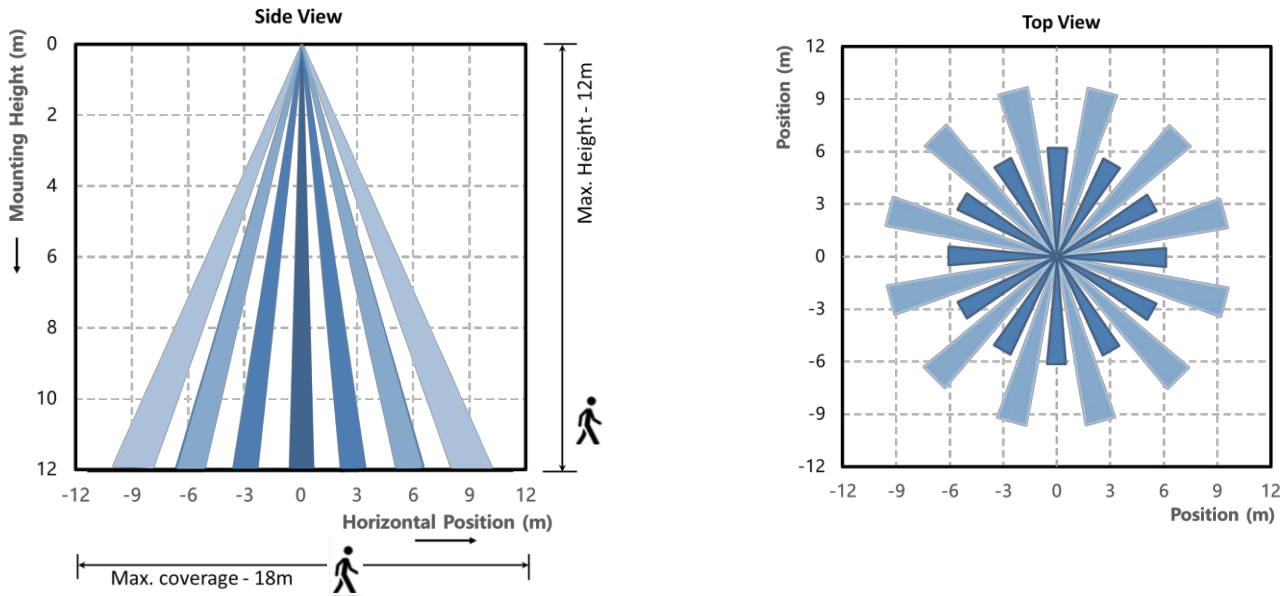 Side View
Mounting Height (m)
0
2
4
6
8
10
12
-12 -9 -6 -3 0 3 6 9 12
Horizontal Position (m)
Max. Height - 12m
Max. coverage - 18m
Top View
Position (m)
12
9
6
3
0
-3
-6
-9
-12
-12 -9 -6 -3 0 3 6 9 12
Position (m)